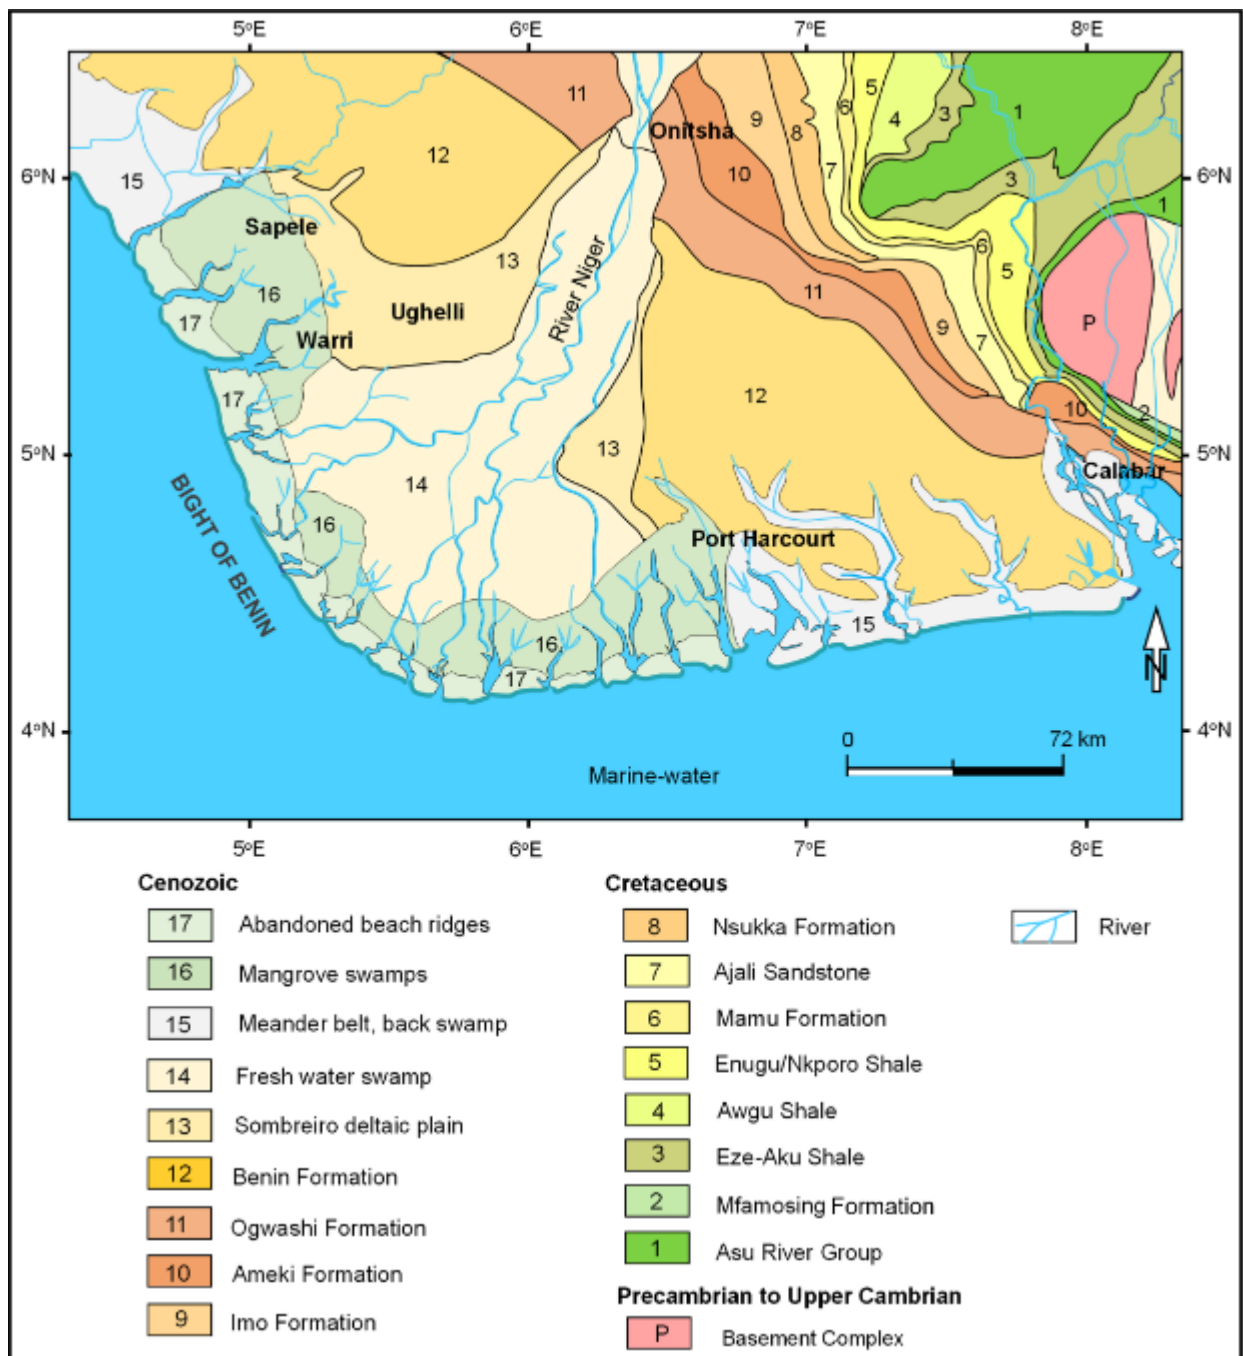 5ºE 6ºE 7ºE 8ºE
11 Onitsha 9 8 6 5 4 3 1
12 10 7
6ºN 15 3 6ºN
Sapele 1
13 River Niger 6 5
16 11
17 Ughelli P
Warri 9 7
17 12 10 2
5ºN 13 5ºN
14 Calabar
BIGHT OF BENIN 16 Port Harcourt
15
16 N
17
4ºN 0 72 km 4ºN
Marine-water
5ºE 6ºE 7ºE 8ºE
Cenozoic
17 Abandoned beach ridges
16 Mangrove swamps
15 Meander belt, back swamp
14 Fresh water swamp
13 Sombreiro deltaic plain
12 Benin Formation
11 Ogwashi Formation
10 Ameki Formation
9 Imo Formation
Cretaceous
8 Nsukka Formation
7 Ajali Sandstone
6 Mamu Formation
5 Enugu/Nkporo Shale
4 Awgu Shale
3 Eze-Aku Shale
2 Mfamosing Formation
1 Asu River Group
Precambrian to Upper Cambrian
P Basement Complex
River